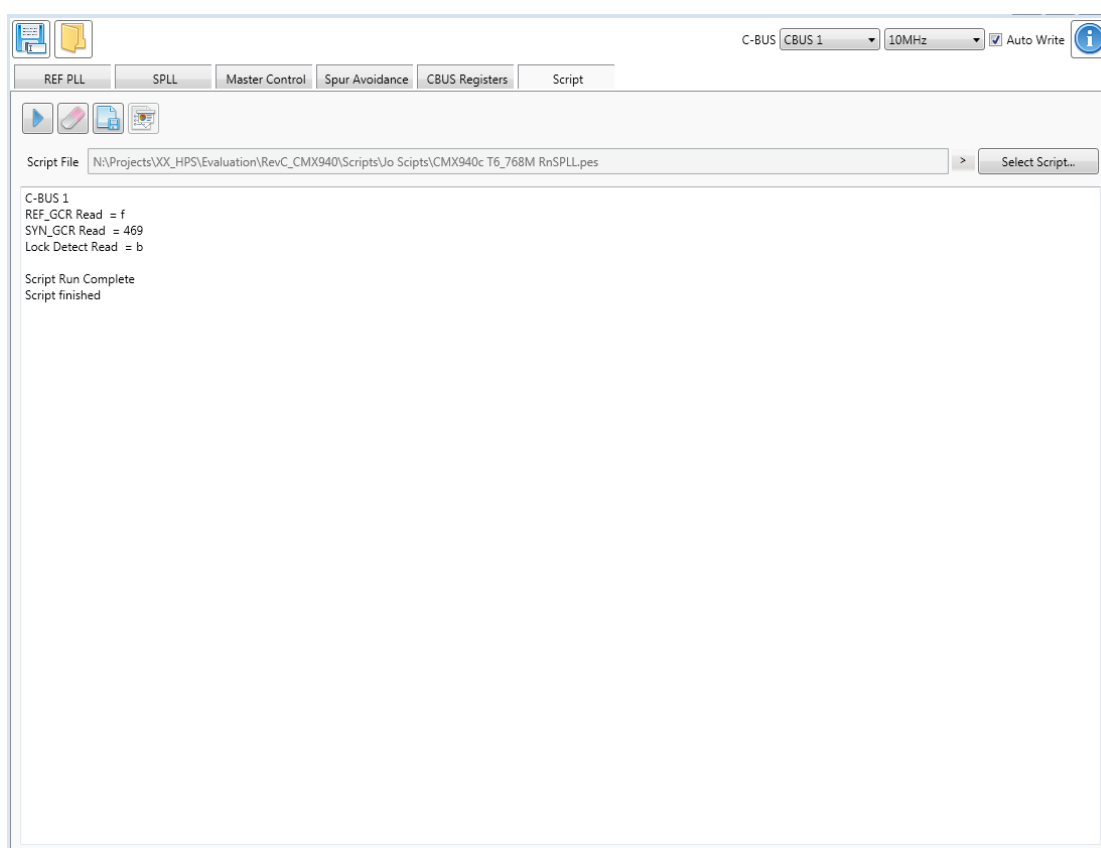 C-BUS CBUS 1 10MHz Auto Write
REF PLL SPLL Master Control Spur Avoidance CBUS Registers Script
Script File N:\Projects\XX_HPS\Evaluation\RevC_CMX940\Scripts\Jo Scipts\CMX940c T6_768M RnSPLL.pes > Select Script...
C-BUS 1
REF_GCR Read = f
SYN_GCR Read = 469
Lock Detect Read = b
Script Run Complete
Script finished